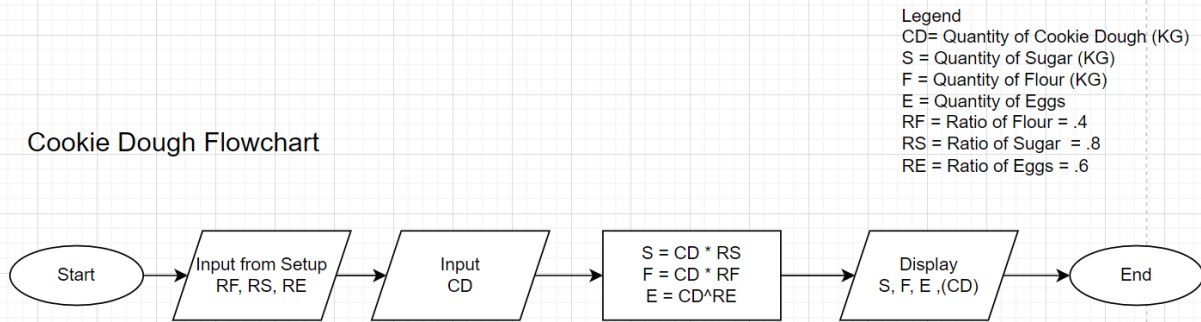 Legend
CD= Quantity of Cookie Dough (KG)
S = Quantity of Sugar (KG)
F = Quantity of Flour (KG)
E = Quantity of Eggs
RF = Ratio of Flour = .4
RS = Ratio of Sugar  = .8
RE = Ratio of Eggs = .6
Cookie Dough Flowchart
Start
Input from Setup
RF, RS, RE
Input
CD
S = CD * RS
F = CD * RF
E = CD^RE
Display
S, F, E ,(CD)
End